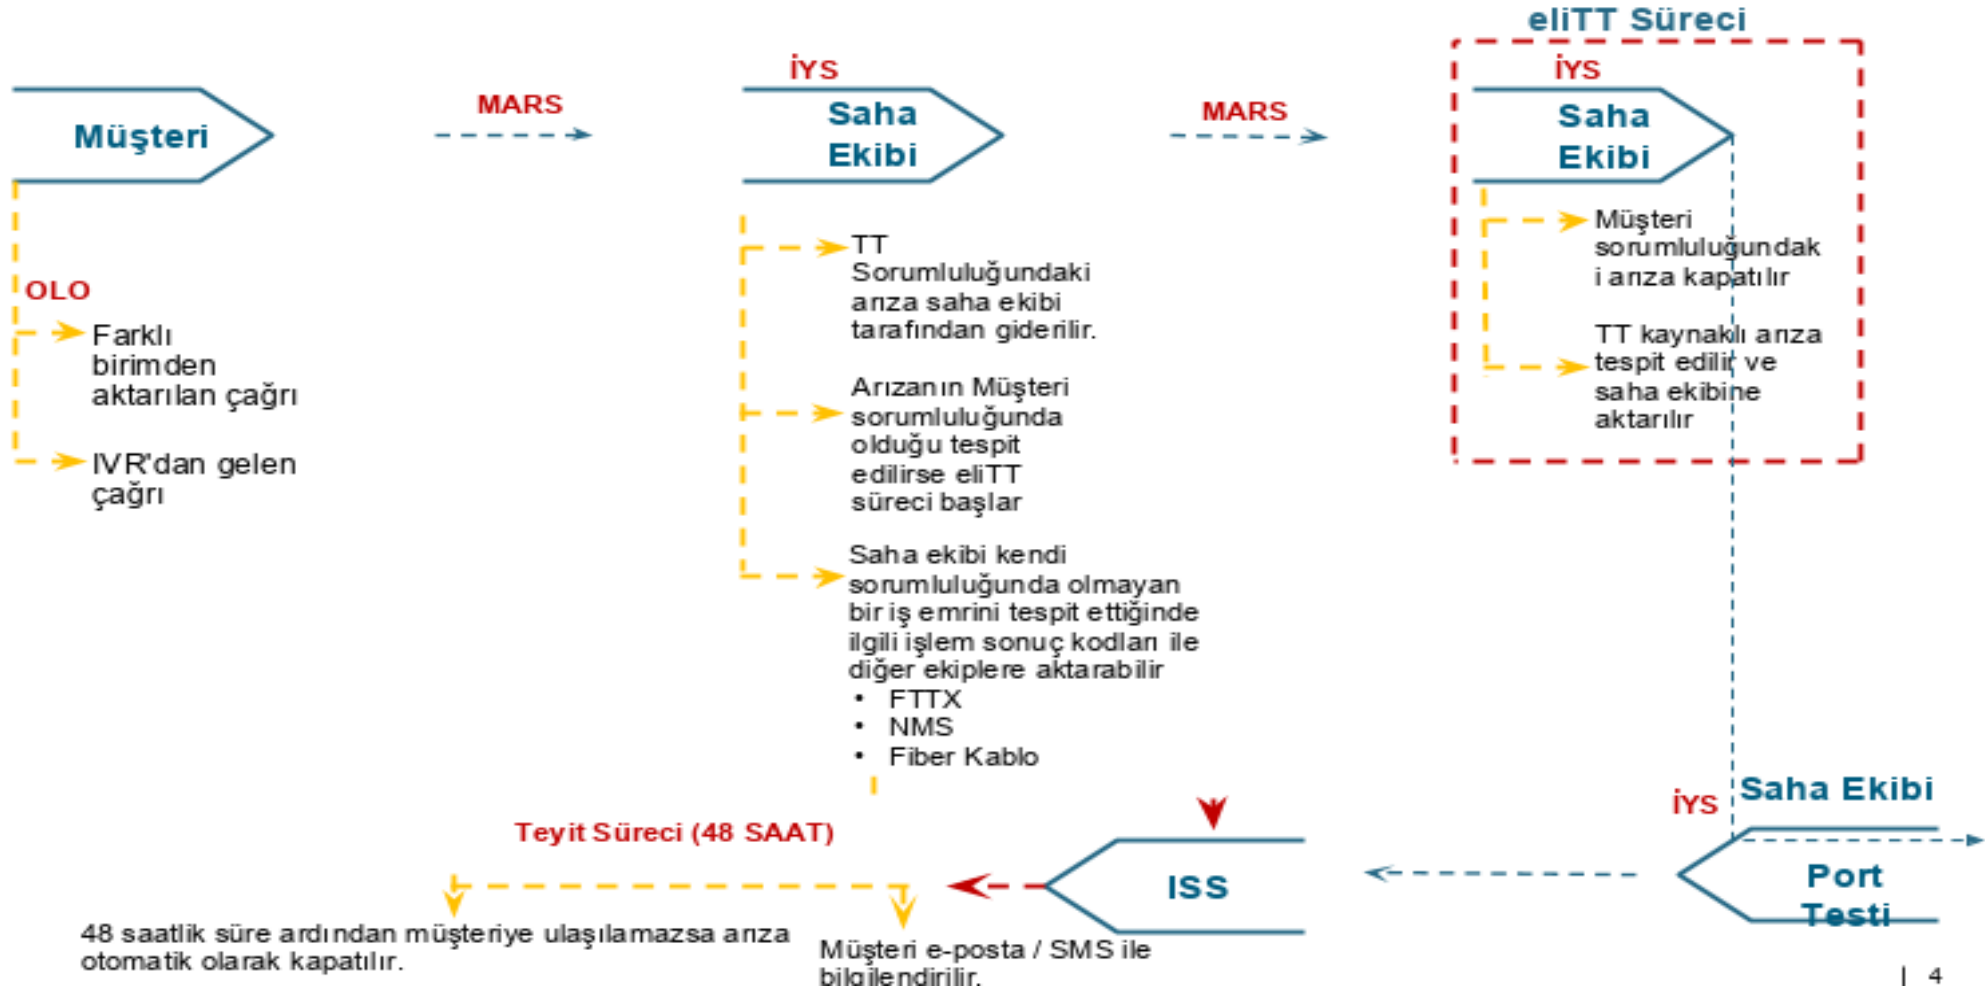 eliTT Süreci
Müşteri
MARS
İYS
Saha
Ekibi
MARS
İYS
Saha
Ekibi
OLO
Farklı
birimden
aktarılan çağrı
IVR'dan gelen
çağrı
TT
Sorumluluğundaki
arıza saha ekibi
tarafından giderilir.
Arızanın Müşteri
sorumluluğunda
olduğu tespit
edilirse eliTT
süreci başlar
Saha ekibi kendi
sorumluluğunda olmayan
bir iş emrini tespit ettiğinde
ilgili işlem sonuç kodları ile
diğer ekiplere aktarabilir
• FTTX
• NMS
• Fiber Kablo
Müşteri
sorumluluğundak
i arıza kapatılır
TT kaynaklı arıza
tespit edilir ve
saha ekibine
aktarılır
İYS
Saha Ekibi
Port
Testi
ISS
Teyit Süreci (48 SAAT)
48 saatlik süre ardından müşteriye ulaşılamazsa arıza
otomatik olarak kapatılır.
Müşteri e-posta / SMS ile
bilgilendirilir.
| 4